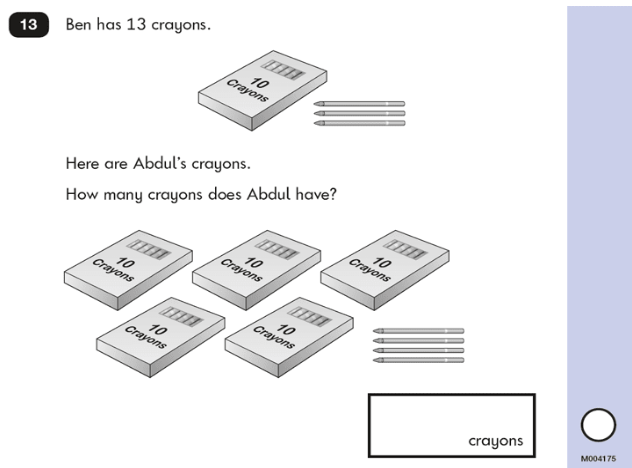 13 Ben has 13 crayons.
10
Crayons
Here are Abdul's crayons.
How many crayons does Abdul have?
10
Crayons
10
Crayons
10
Crayons
10
Crayons
10
Crayons
crayons
M004175